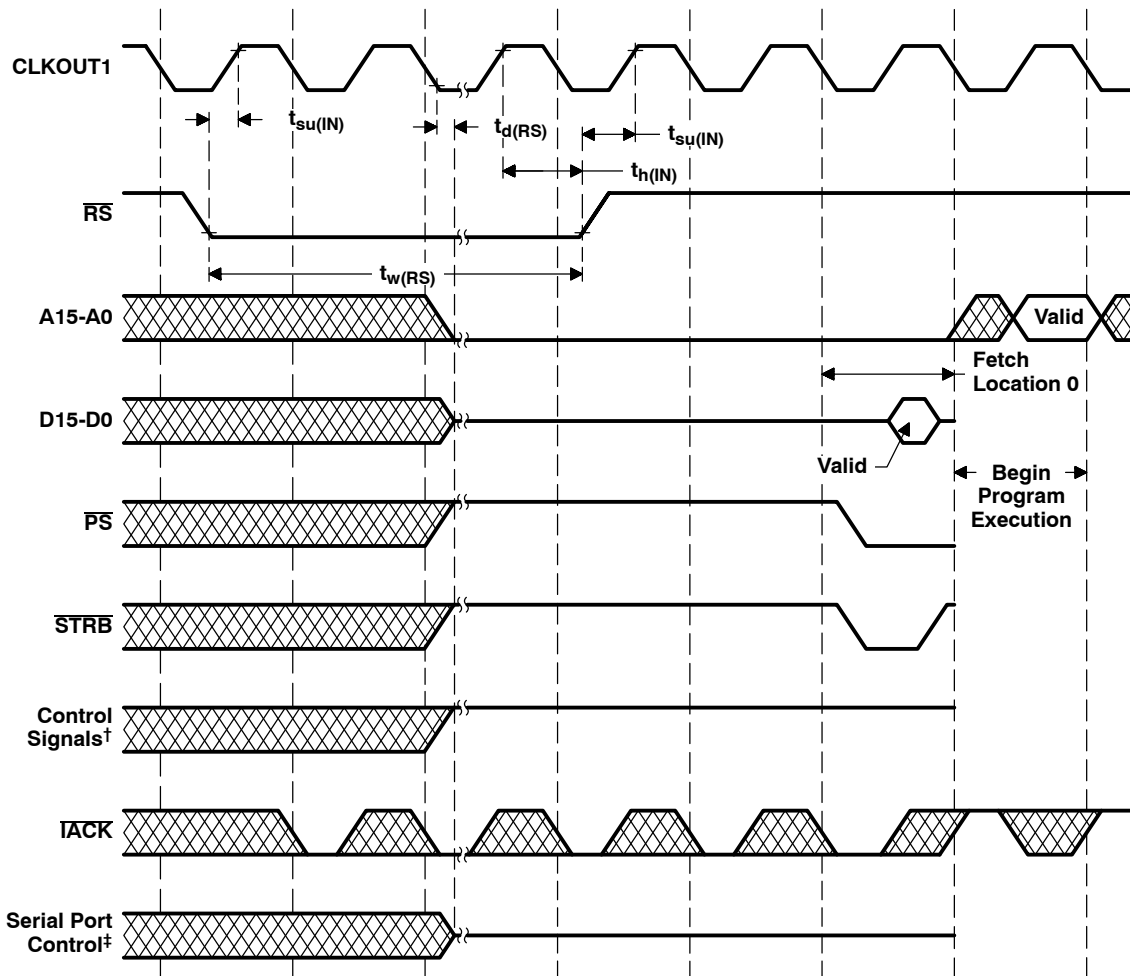 CLKOUT1
tsu(IN)
td(RS)
tsu(IN)
th(IN)
RS
tw(RS)
A15-A0
Valid
Fetch
Location 0
D15-D0
Valid
Begin
Program
Execution
PS
STRB
Control
Signals†
IACK
Serial Port
Control‡